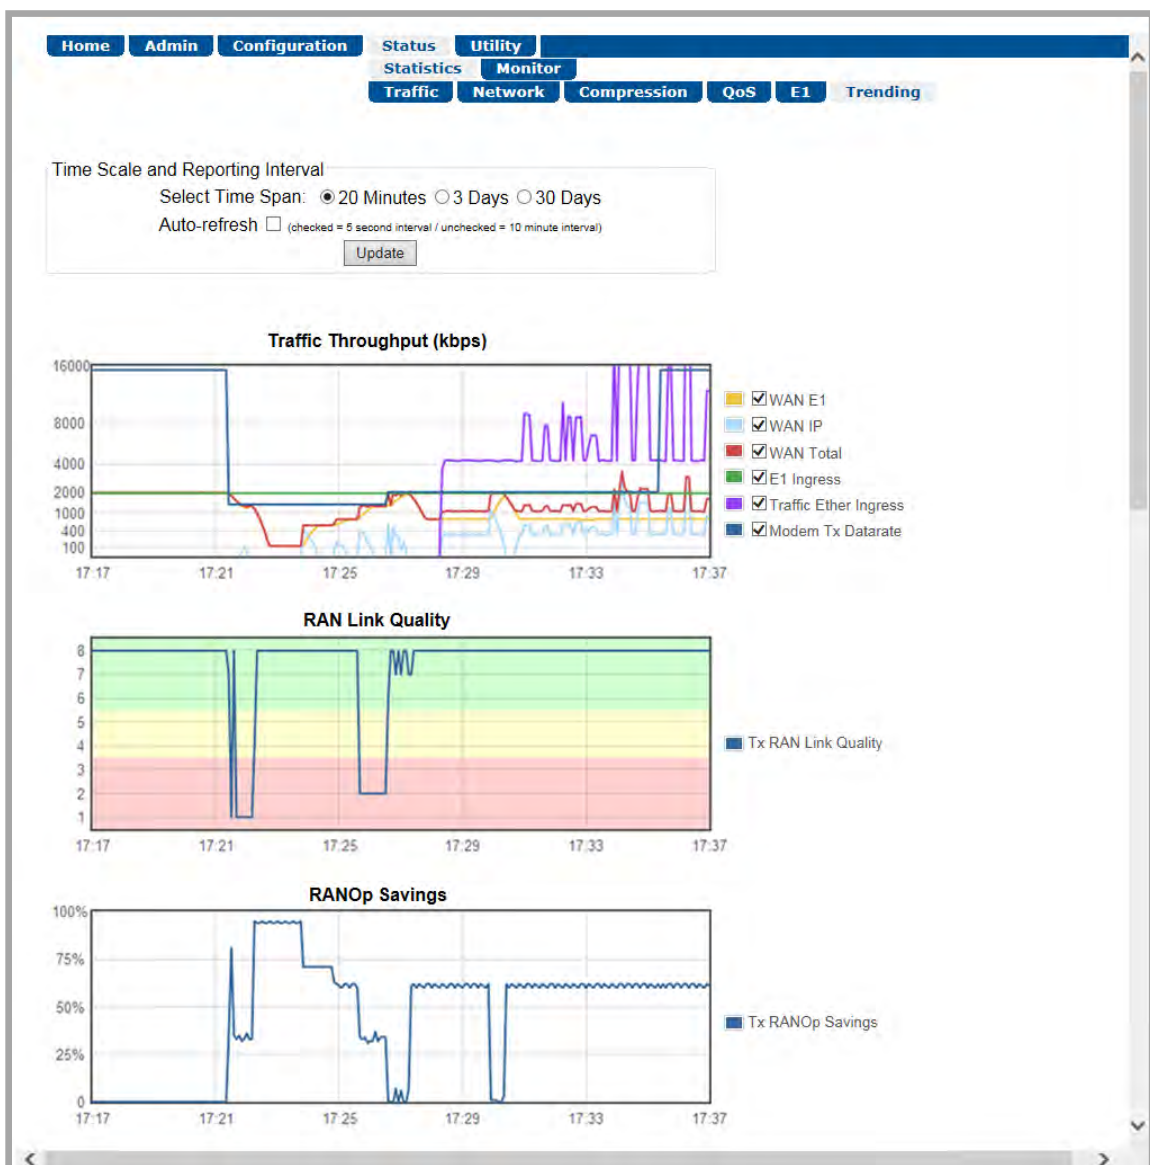 Home Admin Configuration Status Utility
Statistics Monitor
Traffic Network Compression QoS E1 Trending
Time Scale and Reporting Interval
Select Time Span: 20 Minutes 3 Days 30 Days
Auto-refresh (checked = 5 second interval / unchecked = 10 minute interval)
Update
Traffic Throughput (kbps)
16000
8000
4000
2000
1000
400
100
17:17 17:21 17:25 17:29 17:33 17:37
WAN E1
WAN IP
WAN Total
E1 Ingress
Traffic Ether Ingress
Modem Tx Datarate
RAN Link Quality
8
7
6
5
4
3
2
1
17:17 17:21 17:25 17:29 17:33 17:37
Tx RAN Link Quality
RANOp Savings
100%
75%
50%
25%
0
17:17 17:21 17:25 17:29 17:33 17:37
Tx RANOp Savings